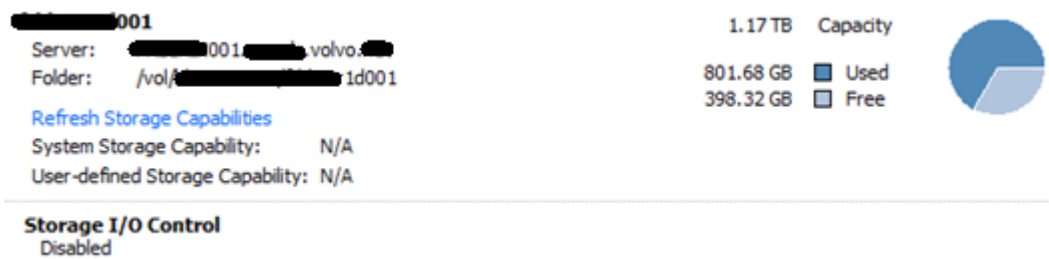 001
Server: 001. .volvo.
Folder: /vol/ 1d001
Refresh Storage Capabilities
System Storage Capability: N/A
User-defined Storage Capability: N/A
1.17 TB Capacity
801.68 GB Used
398.32 GB Free
Storage I/O Control
Disabled